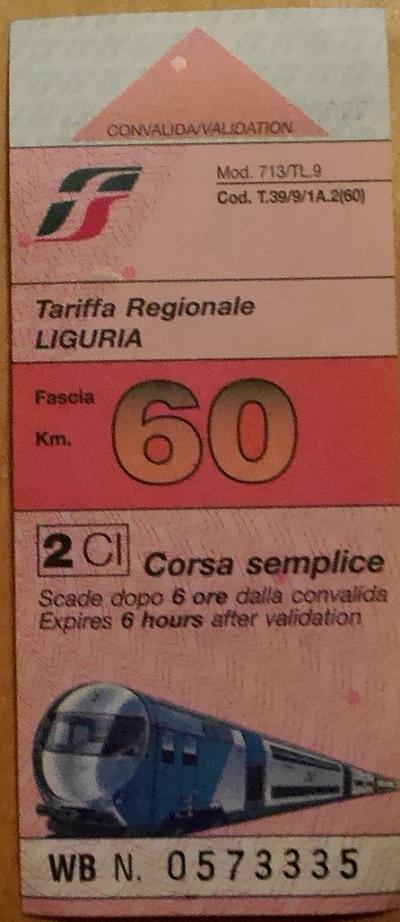 CONVALIDA/VALIDATION
Mod. 713/TL.9
Cod. T.39/9/1A.2(60)
Tariffa Regionale
LIGURIA
Fascia
Km.
60
2 Cl Corsa semplice
Scade dopo 6 ore dalla convalida
Expires 6 hours after validation
WB N. 0573335